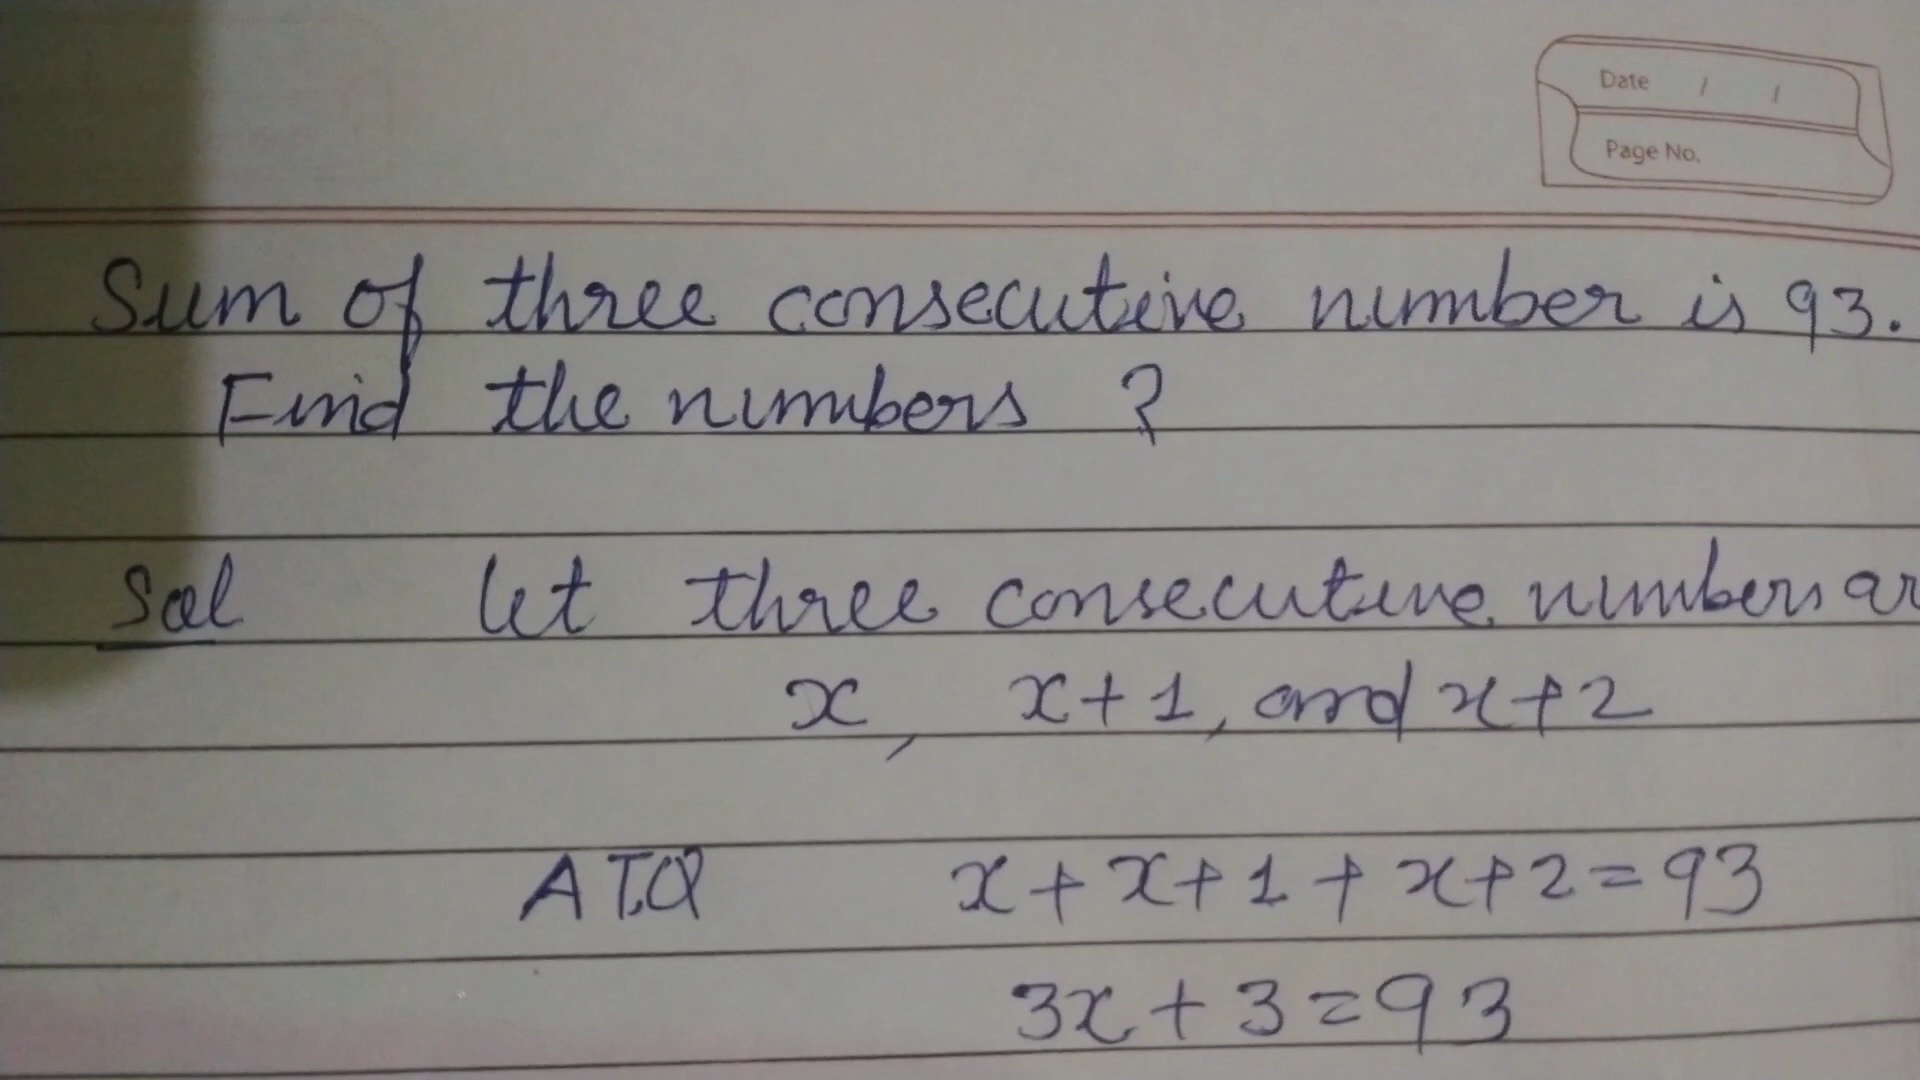 Date / /
Page No.
Sum of three consecutive number is 93.
Find the numbers ?
Sol let three consecutive numbers ar
x, x+1, and x+2
A T.Q x + x+1 + x+2 = 93
3x + 3 = 93